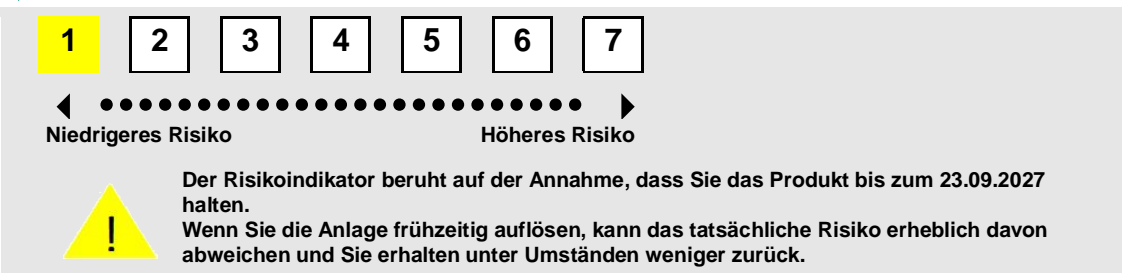 1 2 3 4 5 6 7
Niedrigeres Risiko Höheres Risiko
Der Risikoindikator beruht auf der Annahme, dass Sie das Produkt bis zum 23.09.2027
halten.
! Wenn Sie die Anlage frühzeitig auflösen, kann das tatsächliche Risiko erheblich davon
abweichen und Sie erhalten unter Umständen weniger zurück.